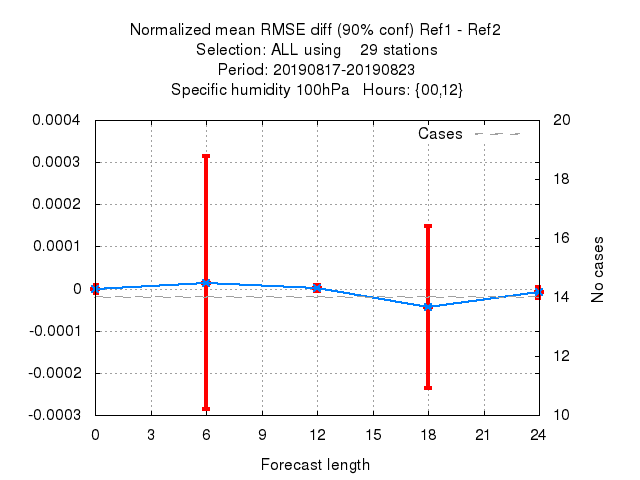 Normalized mean RMSE diff (90% conf) Ref1 - Ref2
Selection: ALL using    29 stations
Period: 20190817-20190823
Specific humidity 100hPa   Hours: {00,12}
Cases
0.0004
0.0003
0.0002
0.0001
0
-0.0001
-0.0002
-0.0003
20
18
16
14
12
10
No cases
0 3 6 9 12 15 18 21 24
Forecast length